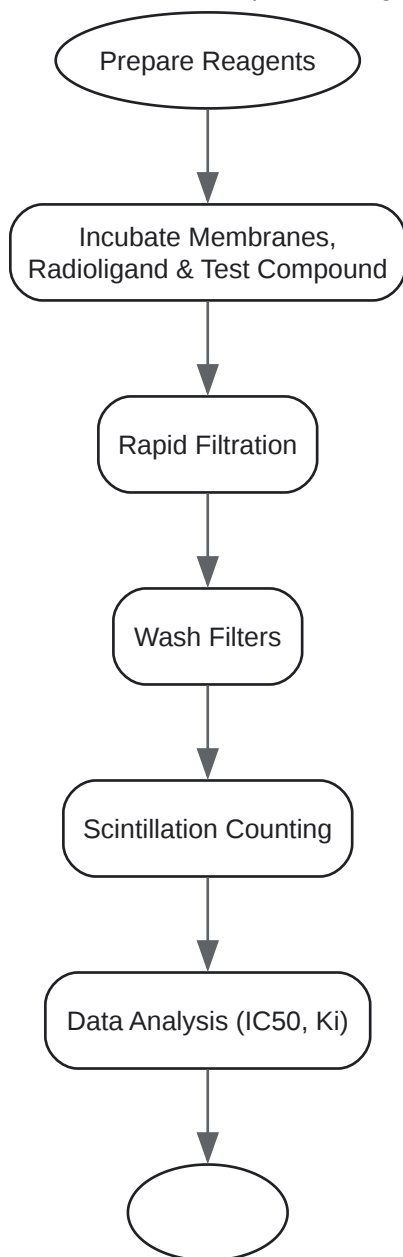 Prepare Reagents
Incubate Membranes,
Radioligand & Test Compound
Rapid Filtration
Wash Filters
Scintillation Counting
Data Analysis (IC50, Ki)